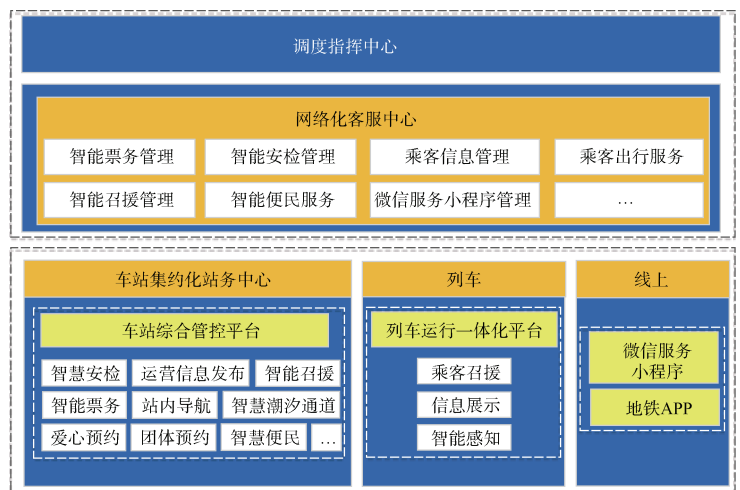 调度指挥中心
网络化客服中心
智能票务管理 智能安检管理 乘客信息管理 乘客出行服务
智能召援管理 智能便民服务 微信服务小程序管理 …
车站集约化站务中心 列车 线上
车站综合管控平台
智慧安检 运营信息发布 智能召援
智能票务 站内导航 智慧潮汐通道
爱心预约 团体预约 智慧便民 …
列车运行一体化平台
乘客召援
信息展示
智能感知
微信服务
小程序
地铁APP